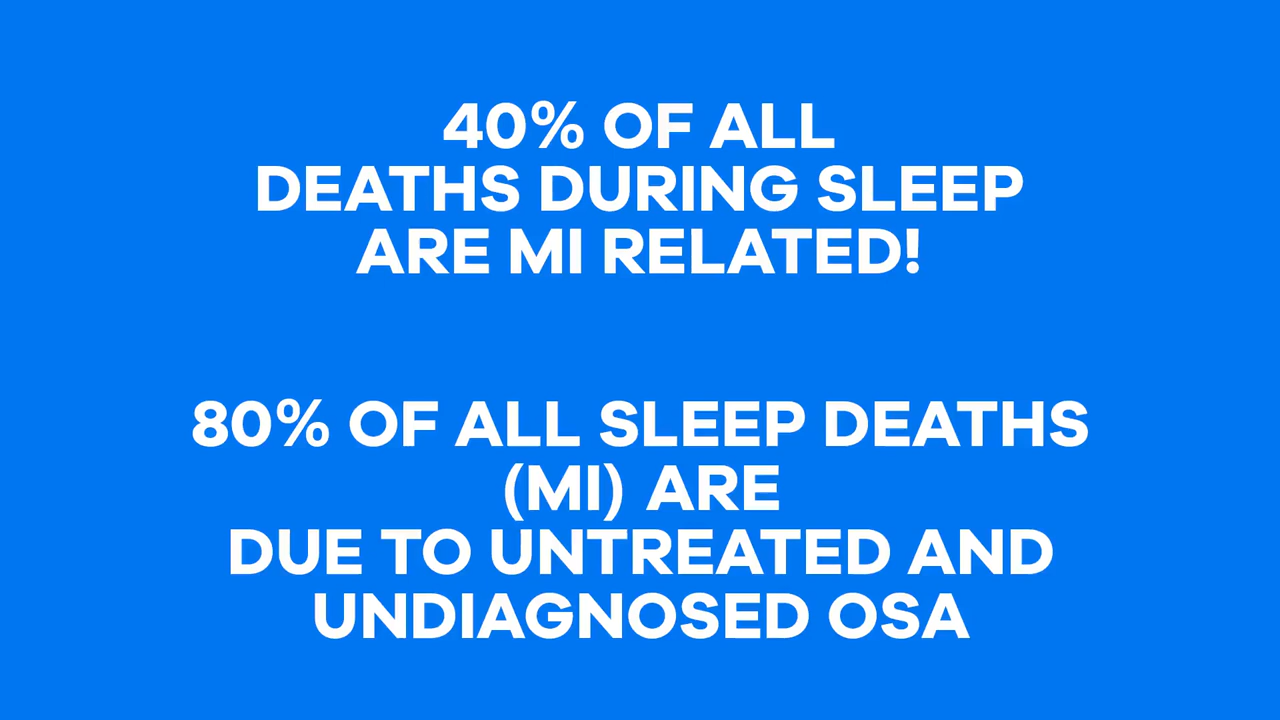 40% OF ALL
DEATHS DURING SLEEP
ARE MI RELATED!
80% OF ALL SLEEP DEATHS
(MI) ARE
DUE TO UNTREATED AND
UNDIAGNOSED OSA